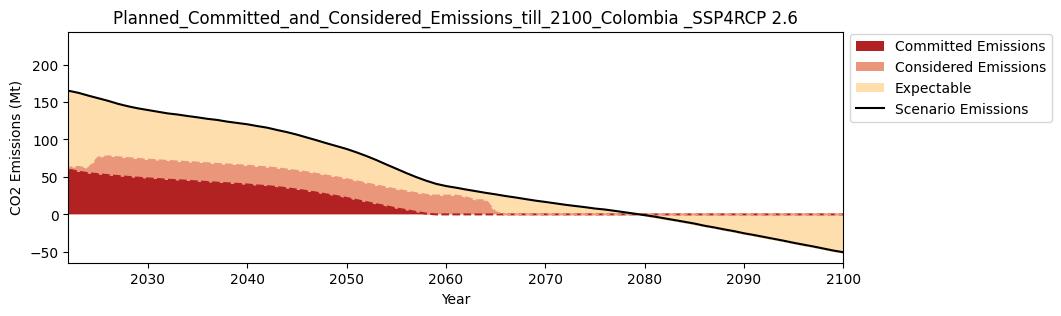 Planned_Committed_and_Considered_Emissions_till_2100_Colombia _SSP4RCP 2.6
Committed Emissions
Considered Emissions
Expectable
Scenario Emissions
CO2 Emissions (Mt)
200
150
100
50
0
−50
2030
2040
2050
2060
2070
2080
2090
2100
Year